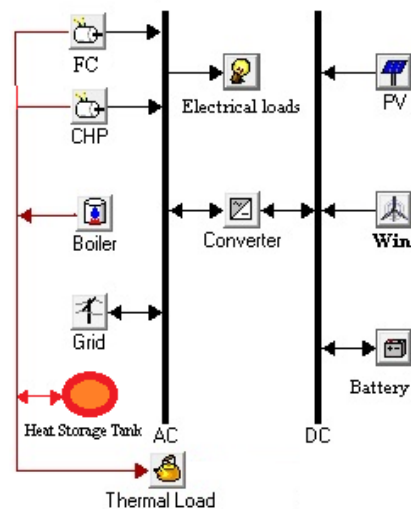 FC
Electrical loads
PV
CHP
Boiler
Converter
Win
Grid
Battery
Heat Storage Tank
AC
DC
Thermal Load